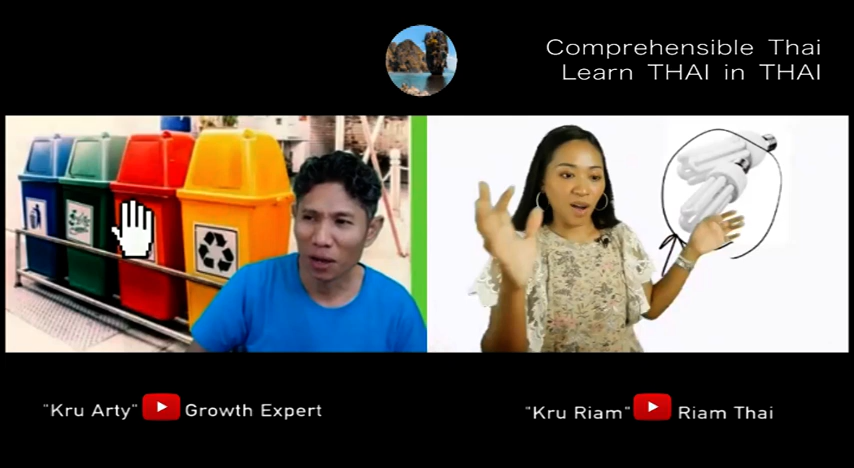 Comprehensible Thai
Learn THAI in THAI
"Kru Arty" Growth Expert
"Kru Riam" Riam Thai